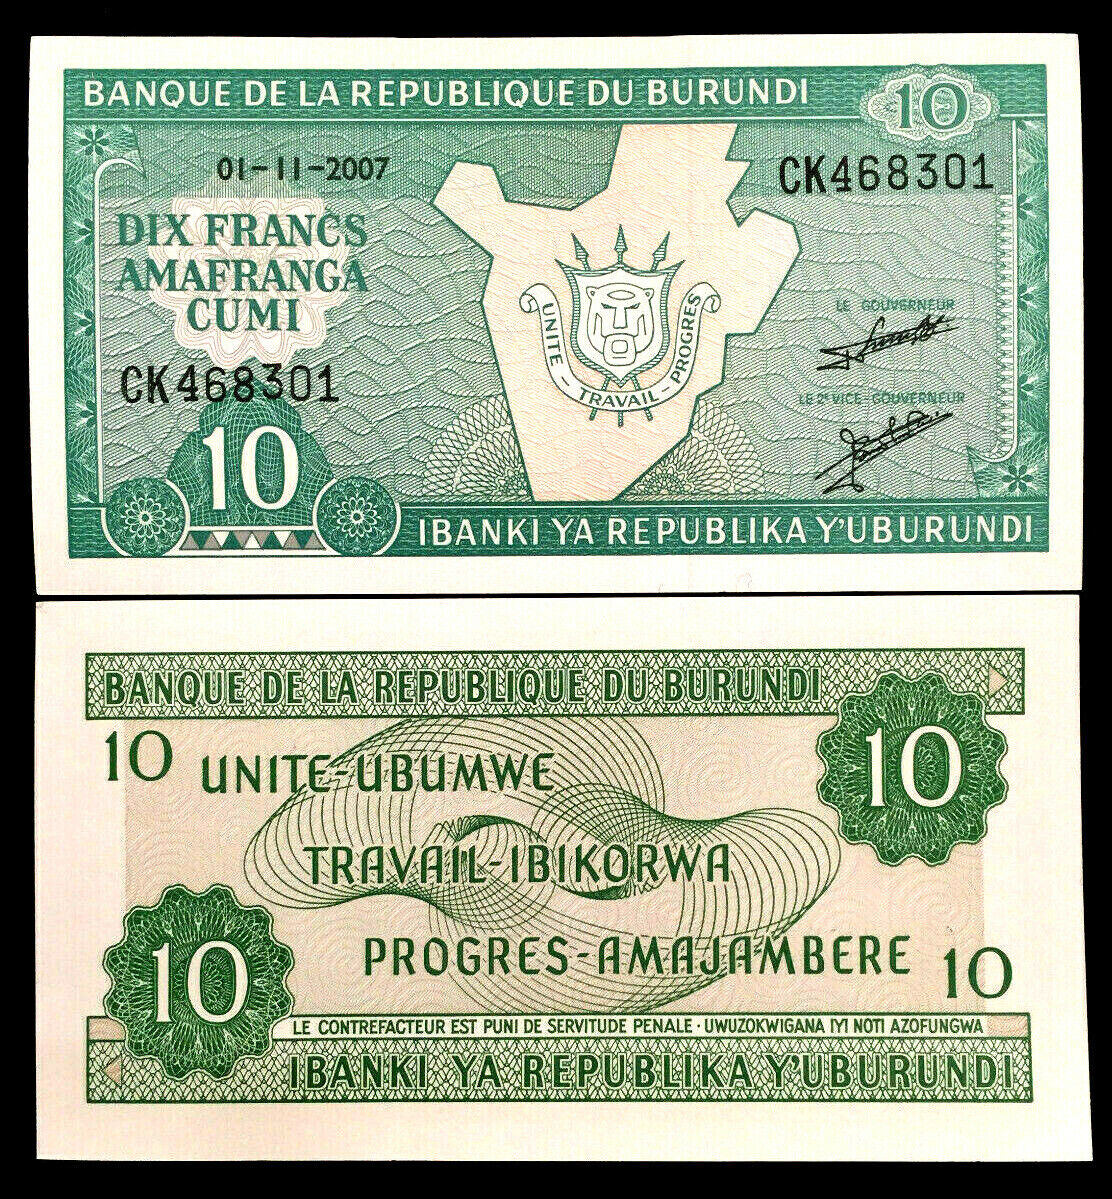 BANQUE DE LA REPUBLIQUE DU BURUNDI
10
01-11-2007
CK468301
DIX FRANCS
AMAFRANGA
CUMI
UNITE - TRAVAIL - PROGRES
LE GOUVERNEUR
CK468301
LE 2E VICE-GOUVERNEUR
10
IBANKI YA REPUBLIKA Y'UBURUNDI
BANQUE DE LA REPUBLIQUE DU BURUNDI
10
10
UNITE-UBUMWE
TRAVAIL-IBIKORWA
PROGRES-AMAJAMBERE
10
10
LE CONTREFACTEUR EST PUNI DE SERVITUDE PENALE · UWUZOKWIGANA IYI NOTI AZOFUNGWA
IBANKI YA REPUBLIKA Y'UBURUNDI